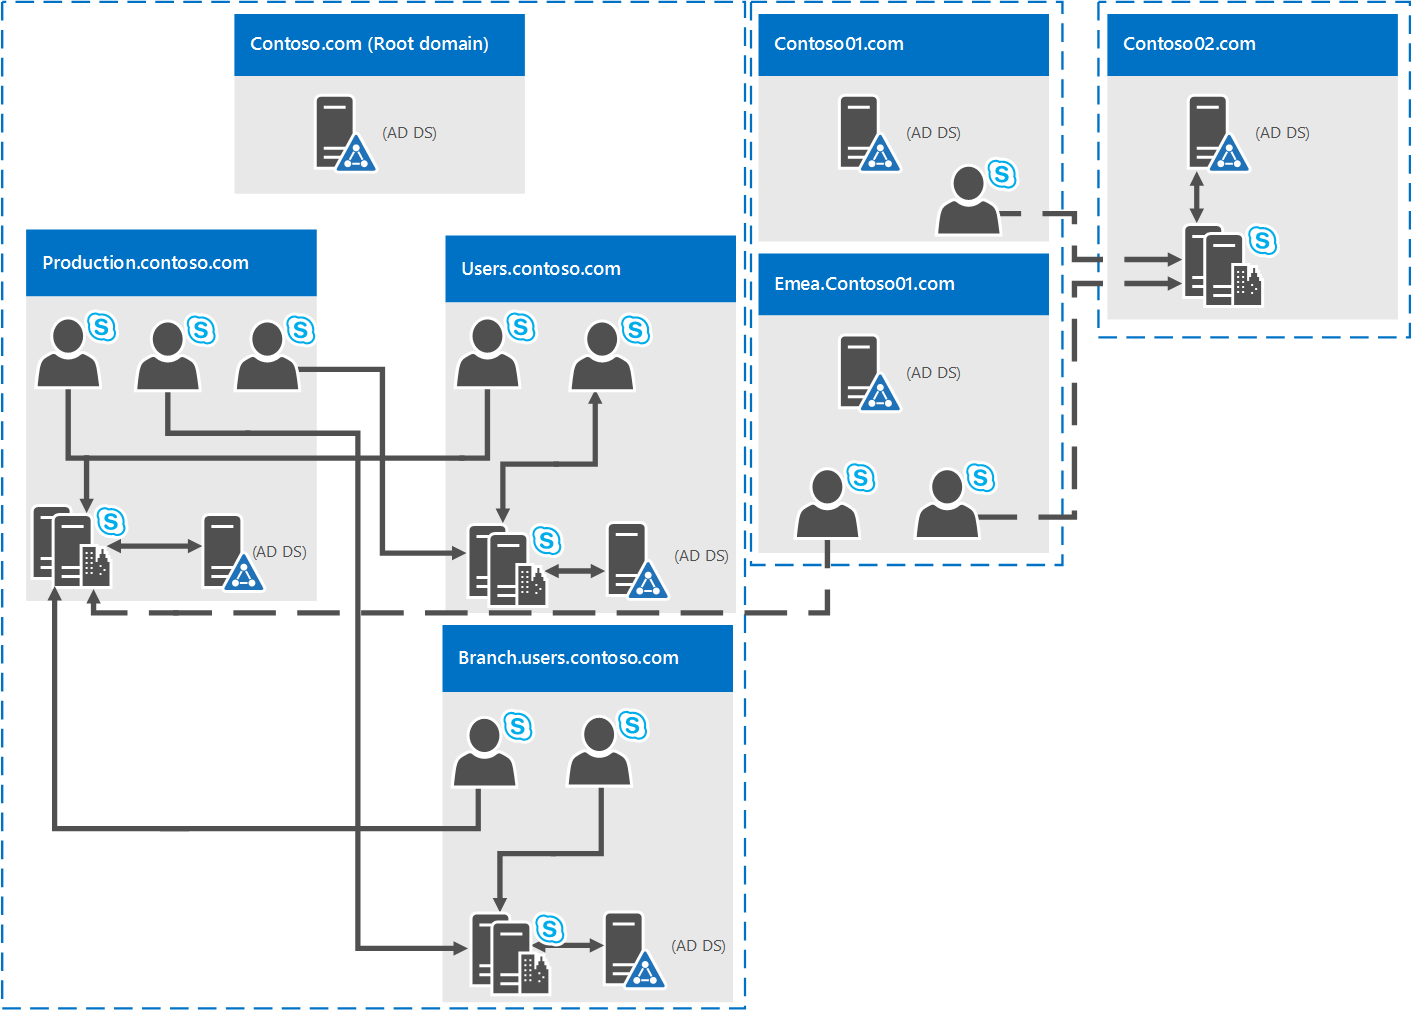 Contoso.com (Root domain)
(AD DS)
Contoso01.com
(AD DS)
S
Contoso02.com
(AD DS)
S
Production.contoso.com
S
S
S
S
(AD DS)
Users.contoso.com
S
S
S
(AD DS)
Emea.Contoso01.com
(AD DS)
S
S
Branch.users.contoso.com
S
S
S
(AD DS)